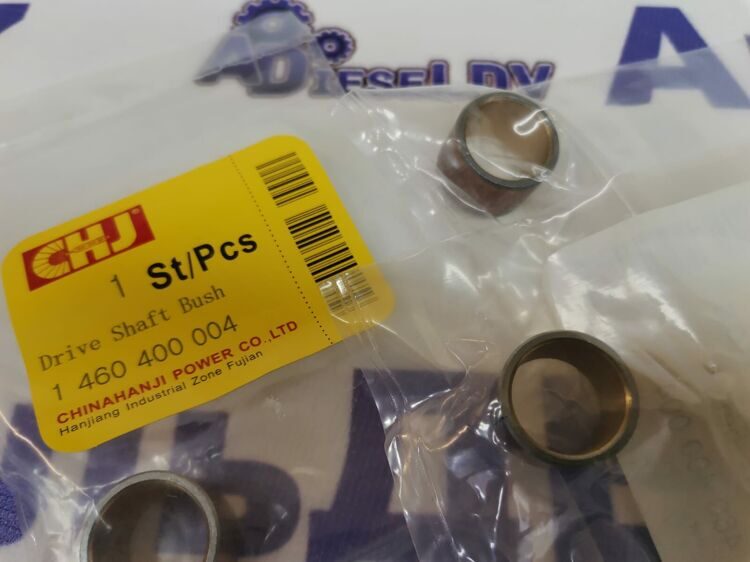 DIESELDV
CHJ
1 St/Pcs
Drive Shaft Bush
1 460 400 004
CHINAHANJI POWER CO.,LTD
Hanjiang Industrial Zone Fujian